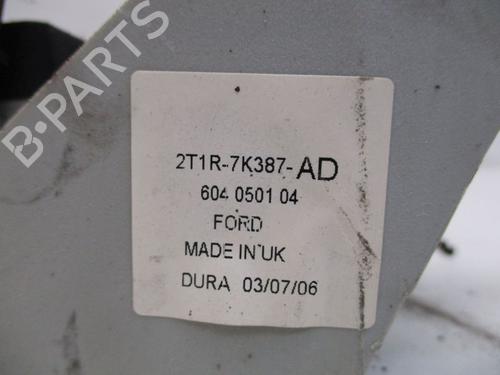 B-PARTS
2T1R-7K387-AD
604 0501 04
FORD
MADE IN UK
DURA 03/07/06